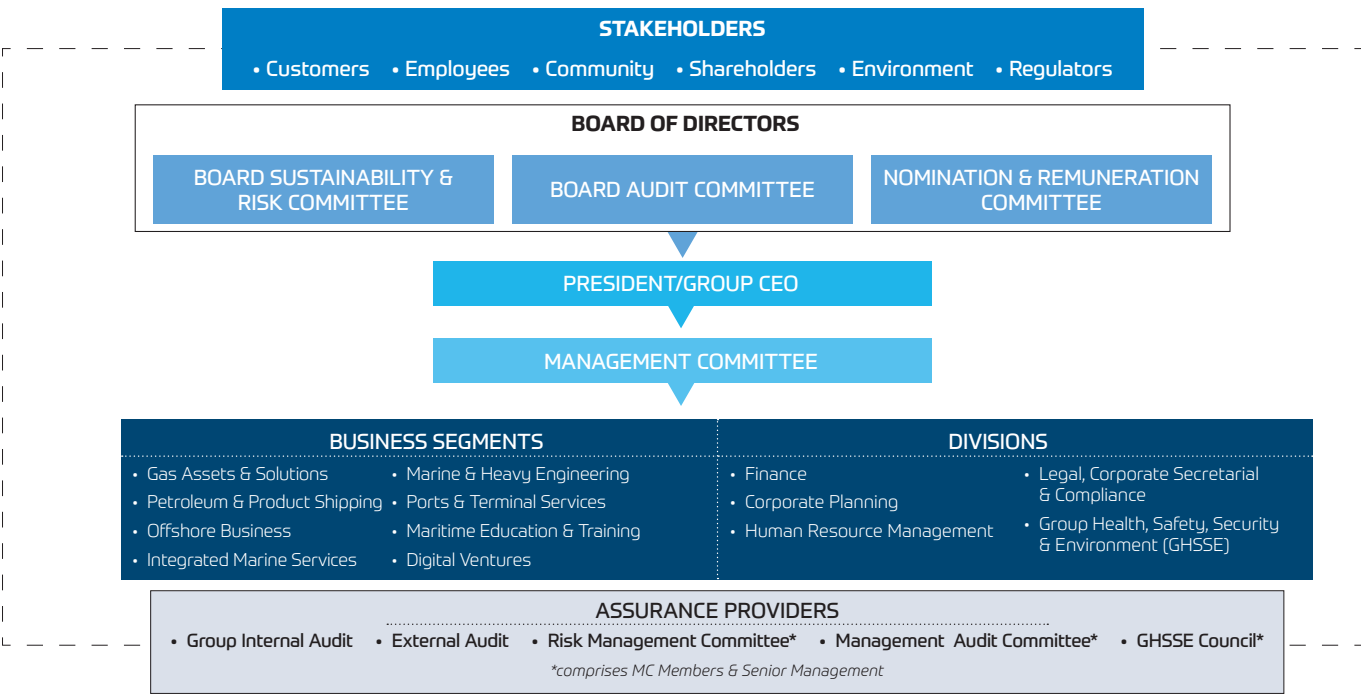 STAKEHOLDERS
• Customers • Employees • Community • Shareholders • Environment • Regulators
BOARD OF DIRECTORS
BOARD SUSTAINABILITY &
RISK COMMITTEE
BOARD AUDIT COMMITTEE
NOMINATION & REMUNERATION
COMMITTEE
PRESIDENT/GROUP CEO
MANAGEMENT COMMITTEE
BUSINESS SEGMENTS
• Gas Assets & Solutions
• Petroleum & Product Shipping
• Offshore Business
• Integrated Marine Services
• Marine & Heavy Engineering
• Ports & Terminal Services
• Maritime Education & Training
• Digital Ventures
DIVISIONS
• Finance
• Corporate Planning
• Human Resource Management
• Legal, Corporate Secretarial
& Compliance
• Group Health, Safety, Security
& Environment (GHSSE)
ASSURANCE PROVIDERS
• Group Internal Audit • External Audit • Risk Management Committee* • Management Audit Committee* • GHSSE Council*
*comprises MC Members & Senior Management